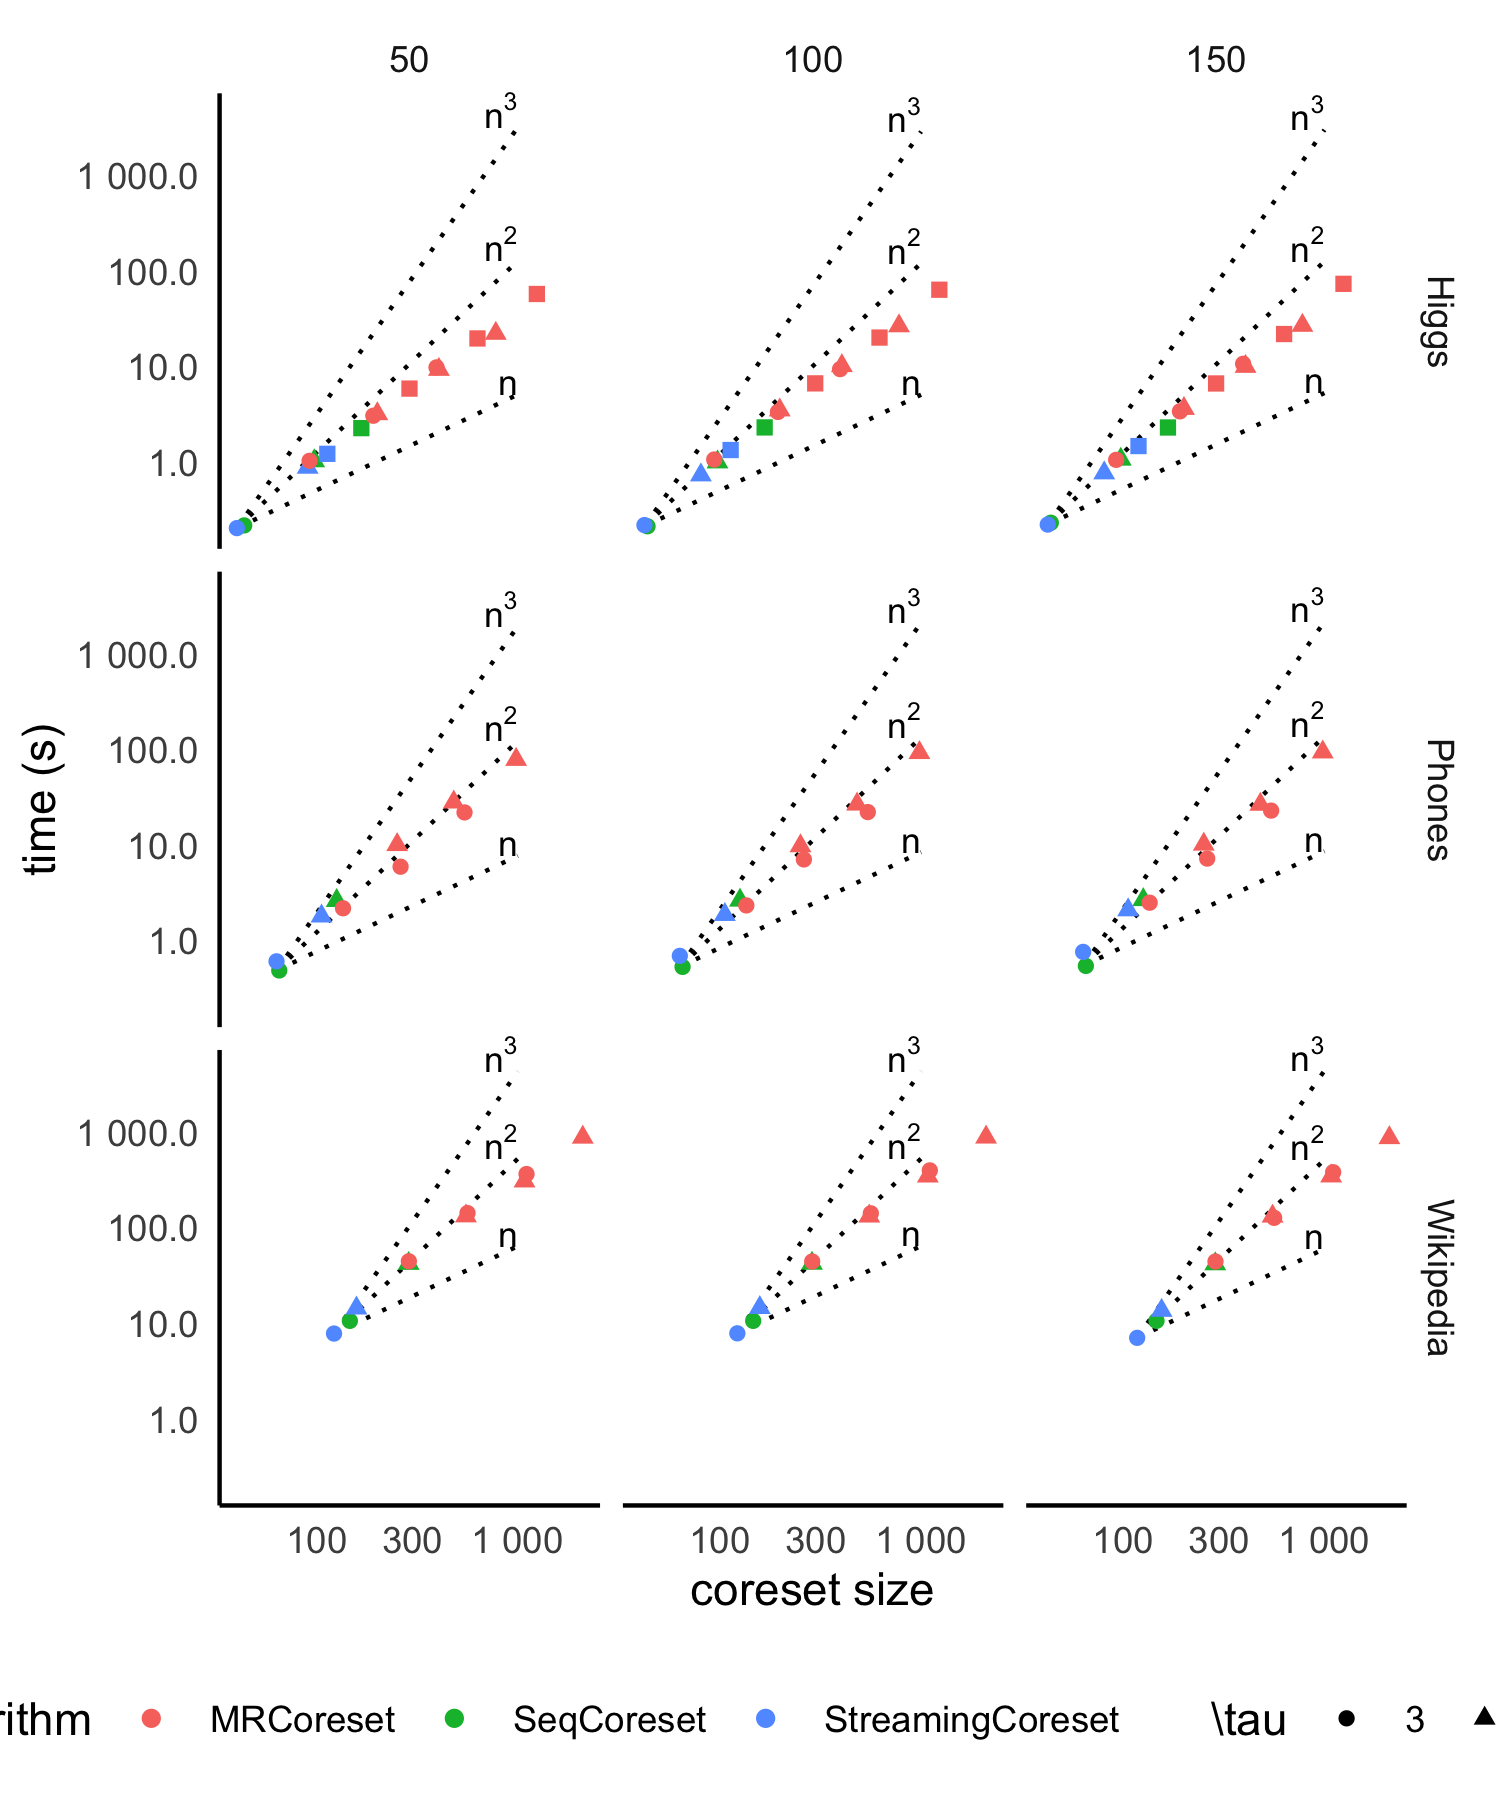 50 100 150
n³ n³ n³
1 000.0
n² n² n²
100.0
Higgs
10.0
n n n
1.0
n³ n³ n³
1 000.0
n² n² n²
100.0
Phones
time (s)
10.0
n n n
1.0
n³ n³ n³
1 000.0
n² n² n²
100.0
n n n
Wikipedia
10.0
1.0
100 300 1 000 100 300 1 000 100 300 1 000
coreset size
rithm MRCoreset SeqCoreset StreamingCoreset \tau 3